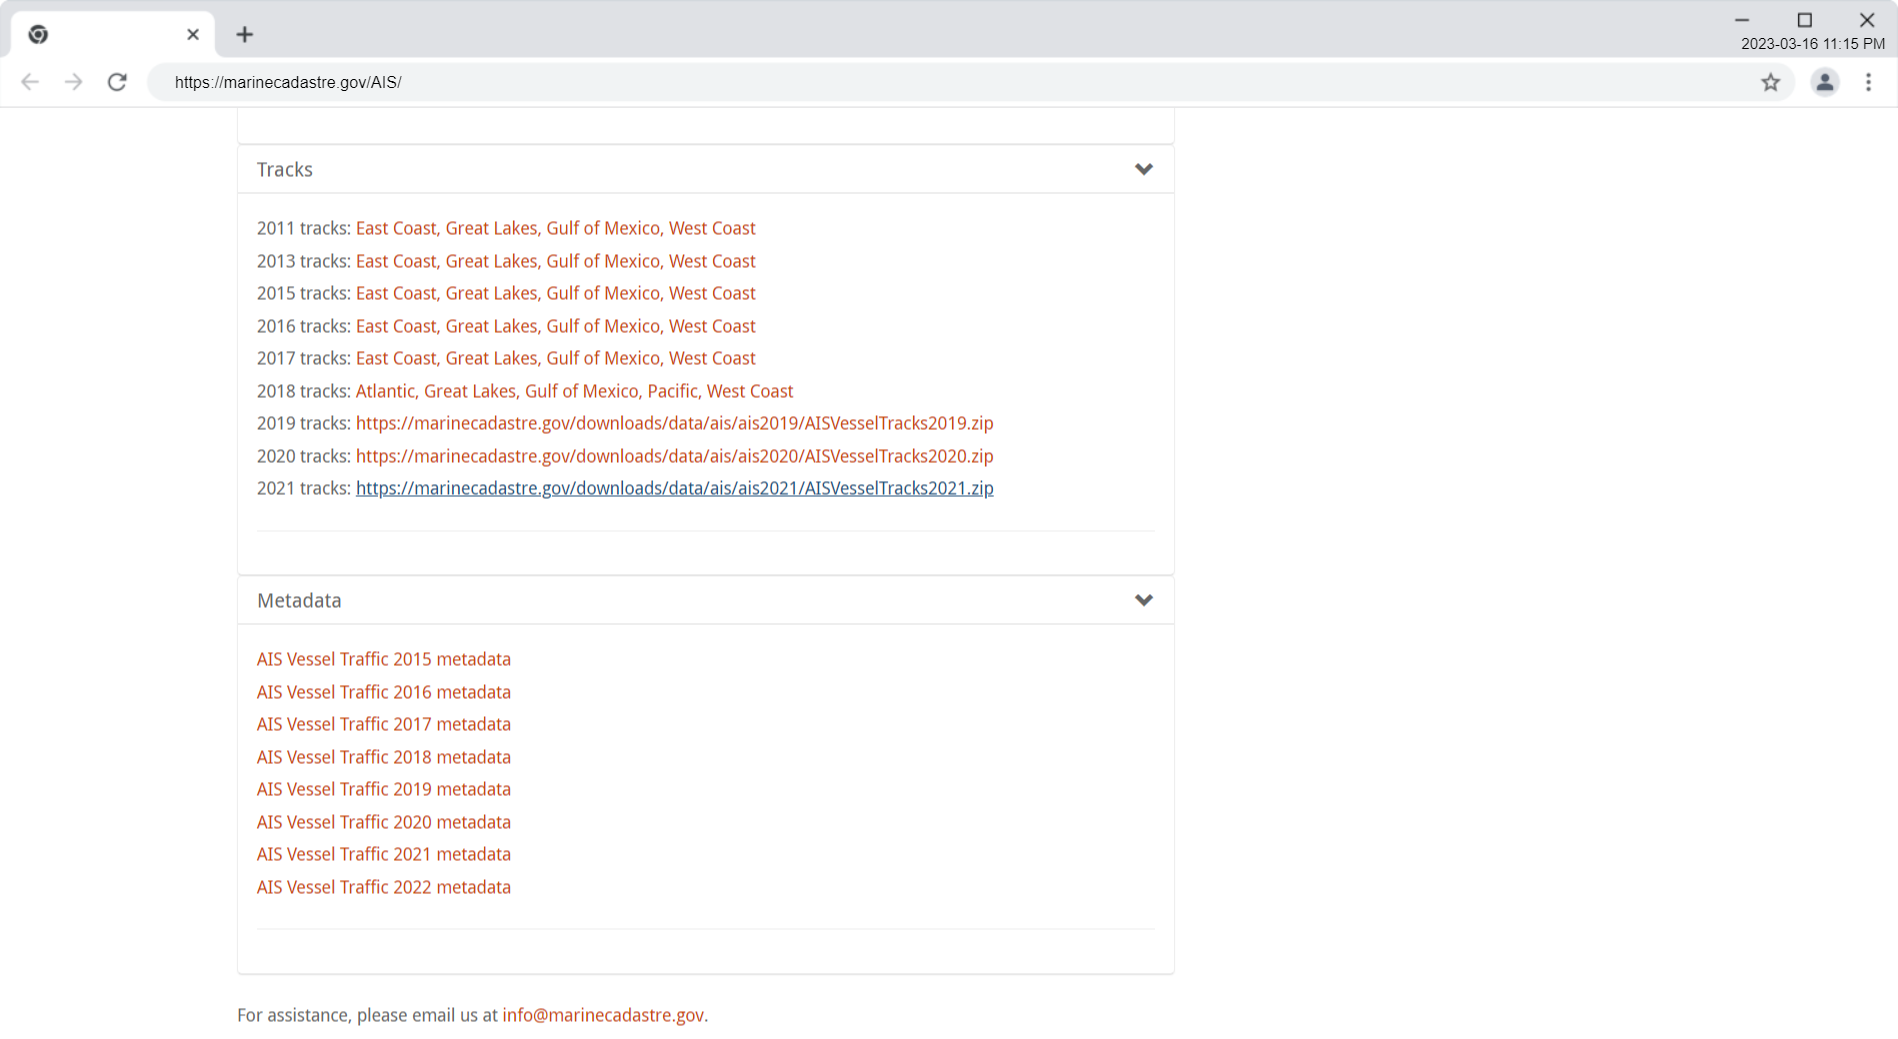 2023-03-16 11:15 PM
https://marinecadastre.gov/AIS/
Tracks
2011 tracks: East Coast, Great Lakes, Gulf of Mexico, West Coast
2013 tracks: East Coast, Great Lakes, Gulf of Mexico, West Coast
2015 tracks: East Coast, Great Lakes, Gulf of Mexico, West Coast
2016 tracks: East Coast, Great Lakes, Gulf of Mexico, West Coast
2017 tracks: East Coast, Great Lakes, Gulf of Mexico, West Coast
2018 tracks: Atlantic, Great Lakes, Gulf of Mexico, Pacific, West Coast
2019 tracks: https://marinecadastre.gov/downloads/data/ais/ais2019/AISVesselTracks2019.zip
2020 tracks: https://marinecadastre.gov/downloads/data/ais/ais2020/AISVesselTracks2020.zip
2021 tracks: https://marinecadastre.gov/downloads/data/ais/ais2021/AISVesselTracks2021.zip
Metadata
AIS Vessel Traffic 2015 metadata
AIS Vessel Traffic 2016 metadata
AIS Vessel Traffic 2017 metadata
AIS Vessel Traffic 2018 metadata
AIS Vessel Traffic 2019 metadata
AIS Vessel Traffic 2020 metadata
AIS Vessel Traffic 2021 metadata
AIS Vessel Traffic 2022 metadata
For assistance, please email us at info@marinecadastre.gov.